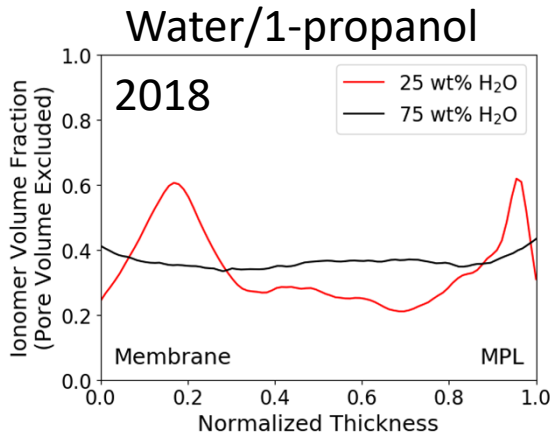 Water/1-propanol
2018
25 wt% H₂O
75 wt% H₂O
Ionomer Volume Fraction
(Pore Volume Excluded)
1.0
0.8
0.6
0.4
0.2
0.0
Membrane
MPL
0.0 0.2 0.4 0.6 0.8 1.0
Normalized Thickness